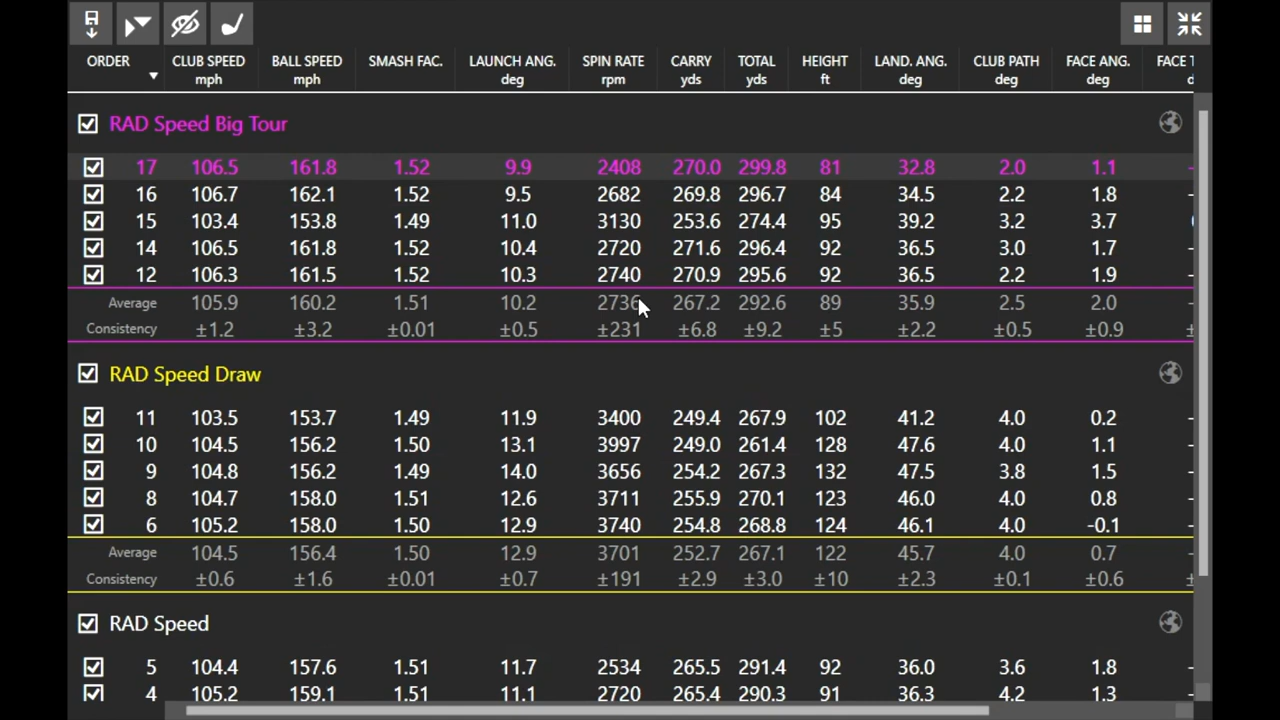 ORDER CLUB SPEED BALL SPEED SMASH FAC. LAUNCH ANG. SPIN RATE CARRY TOTAL HEIGHT LAND. ANG. CLUB PATH FACE ANG. FACE
mph mph deg rpm yds yds ft deg deg deg
RAD Speed Big Tour
17 106.5 161.8 1.52 9.9 2408 270.0 299.8 81 32.8 2.0 1.1
16 106.7 162.1 1.52 9.5 2682 269.8 296.7 84 34.5 2.2 1.8
15 103.4 153.8 1.49 11.0 3130 253.6 274.4 95 39.2 3.2 3.7
14 106.5 161.8 1.52 10.4 2720 271.6 296.4 92 36.5 3.0 1.7
12 106.3 161.5 1.52 10.3 2740 270.9 295.6 92 36.5 2.2 1.9
Average 105.9 160.2 1.51 10.2 2736 267.2 292.6 89 35.9 2.5 2.0
Consistency ±1.2 ±3.2 ±0.01 ±0.5 ±231 ±6.8 ±9.2 ±5 ±2.2 ±0.5 ±0.9
RAD Speed Draw
11 103.5 153.7 1.49 11.9 3400 249.4 267.9 102 41.2 4.0 0.2
10 104.5 156.2 1.50 13.1 3997 249.0 261.4 128 47.6 4.0 1.1
9 104.8 156.2 1.49 14.0 3656 254.2 267.3 132 47.5 3.8 1.5
8 104.7 158.0 1.51 12.6 3711 255.9 270.1 123 46.0 4.0 0.8
6 105.2 158.0 1.50 12.9 3740 254.8 268.8 124 46.1 4.0 -0.1
Average 104.5 156.4 1.50 12.9 3701 252.7 267.1 122 45.7 4.0 0.7
Consistency ±0.6 ±1.6 ±0.01 ±0.7 ±191 ±2.9 ±3.0 ±10 ±2.3 ±0.1 ±0.6
RAD Speed
5 104.4 157.6 1.51 11.7 2534 265.5 291.4 92 36.0 3.6 1.8
4 105.2 159.1 1.51 11.1 2720 265.4 290.3 91 36.3 4.2 1.3